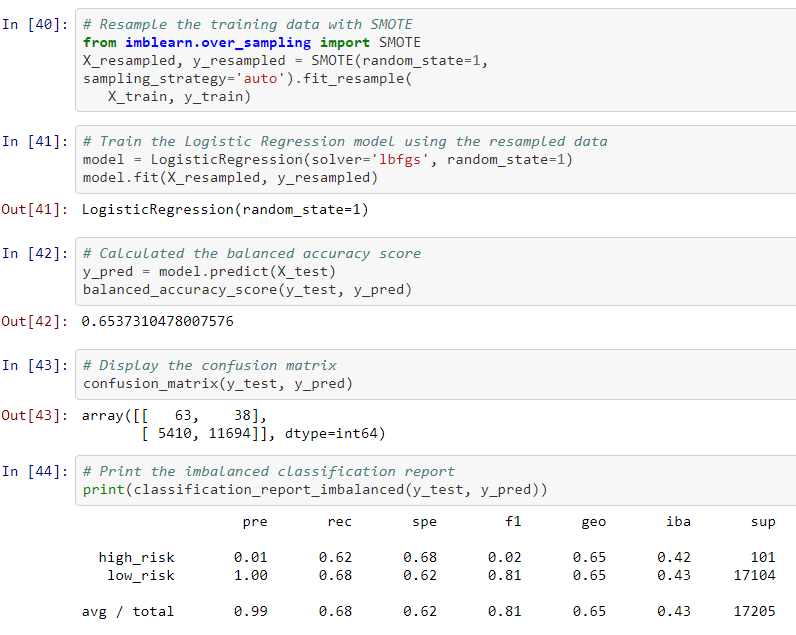 In [40]: # Resample the training data with SMOTE
from imblearn.over_sampling import SMOTE
X_resampled, y_resampled = SMOTE(random_state=1,
sampling_strategy='auto').fit_resample(
   X_train, y_train)
In [41]: # Train the Logistic Regression model using the resampled data
model = LogisticRegression(solver='lbfgs', random_state=1)
model.fit(X_resampled, y_resampled)
Out[41]: LogisticRegression(random_state=1)
In [42]: # Calculated the balanced accuracy score
y_pred = model.predict(X_test)
balanced_accuracy_score(y_test, y_pred)
Out[42]: 0.6537310478007576
In [43]: # Display the confusion matrix
confusion_matrix(y_test, y_pred)
Out[43]: array([[   63,    38],
       [ 5410, 11694]], dtype=int64)
In [44]: # Print the imbalanced classification report
print(classification_report_imbalanced(y_test, y_pred))
pre rec spe f1 geo iba sup
high_risk 0.01 0.62 0.68 0.02 0.65 0.42 101
low_risk 1.00 0.68 0.62 0.81 0.65 0.43 17104
avg / total 0.99 0.68 0.62 0.81 0.65 0.43 17205